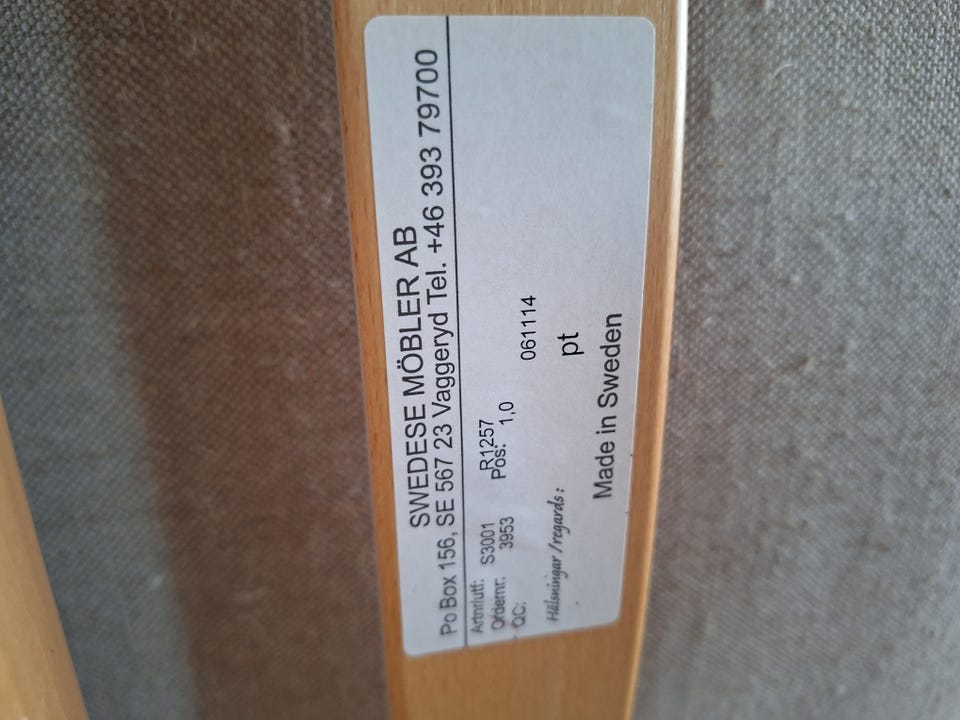 SWEDESE MÖBLER AB
Po Box 156, SE 567 23 Vaggeryd Tel. +46 393 79700
Artnr/utf: S3001 R1257
Ordernr: 3953 Pos: 1,0
QC: 061114
Hälsningar /regards: pt
Made in Sweden